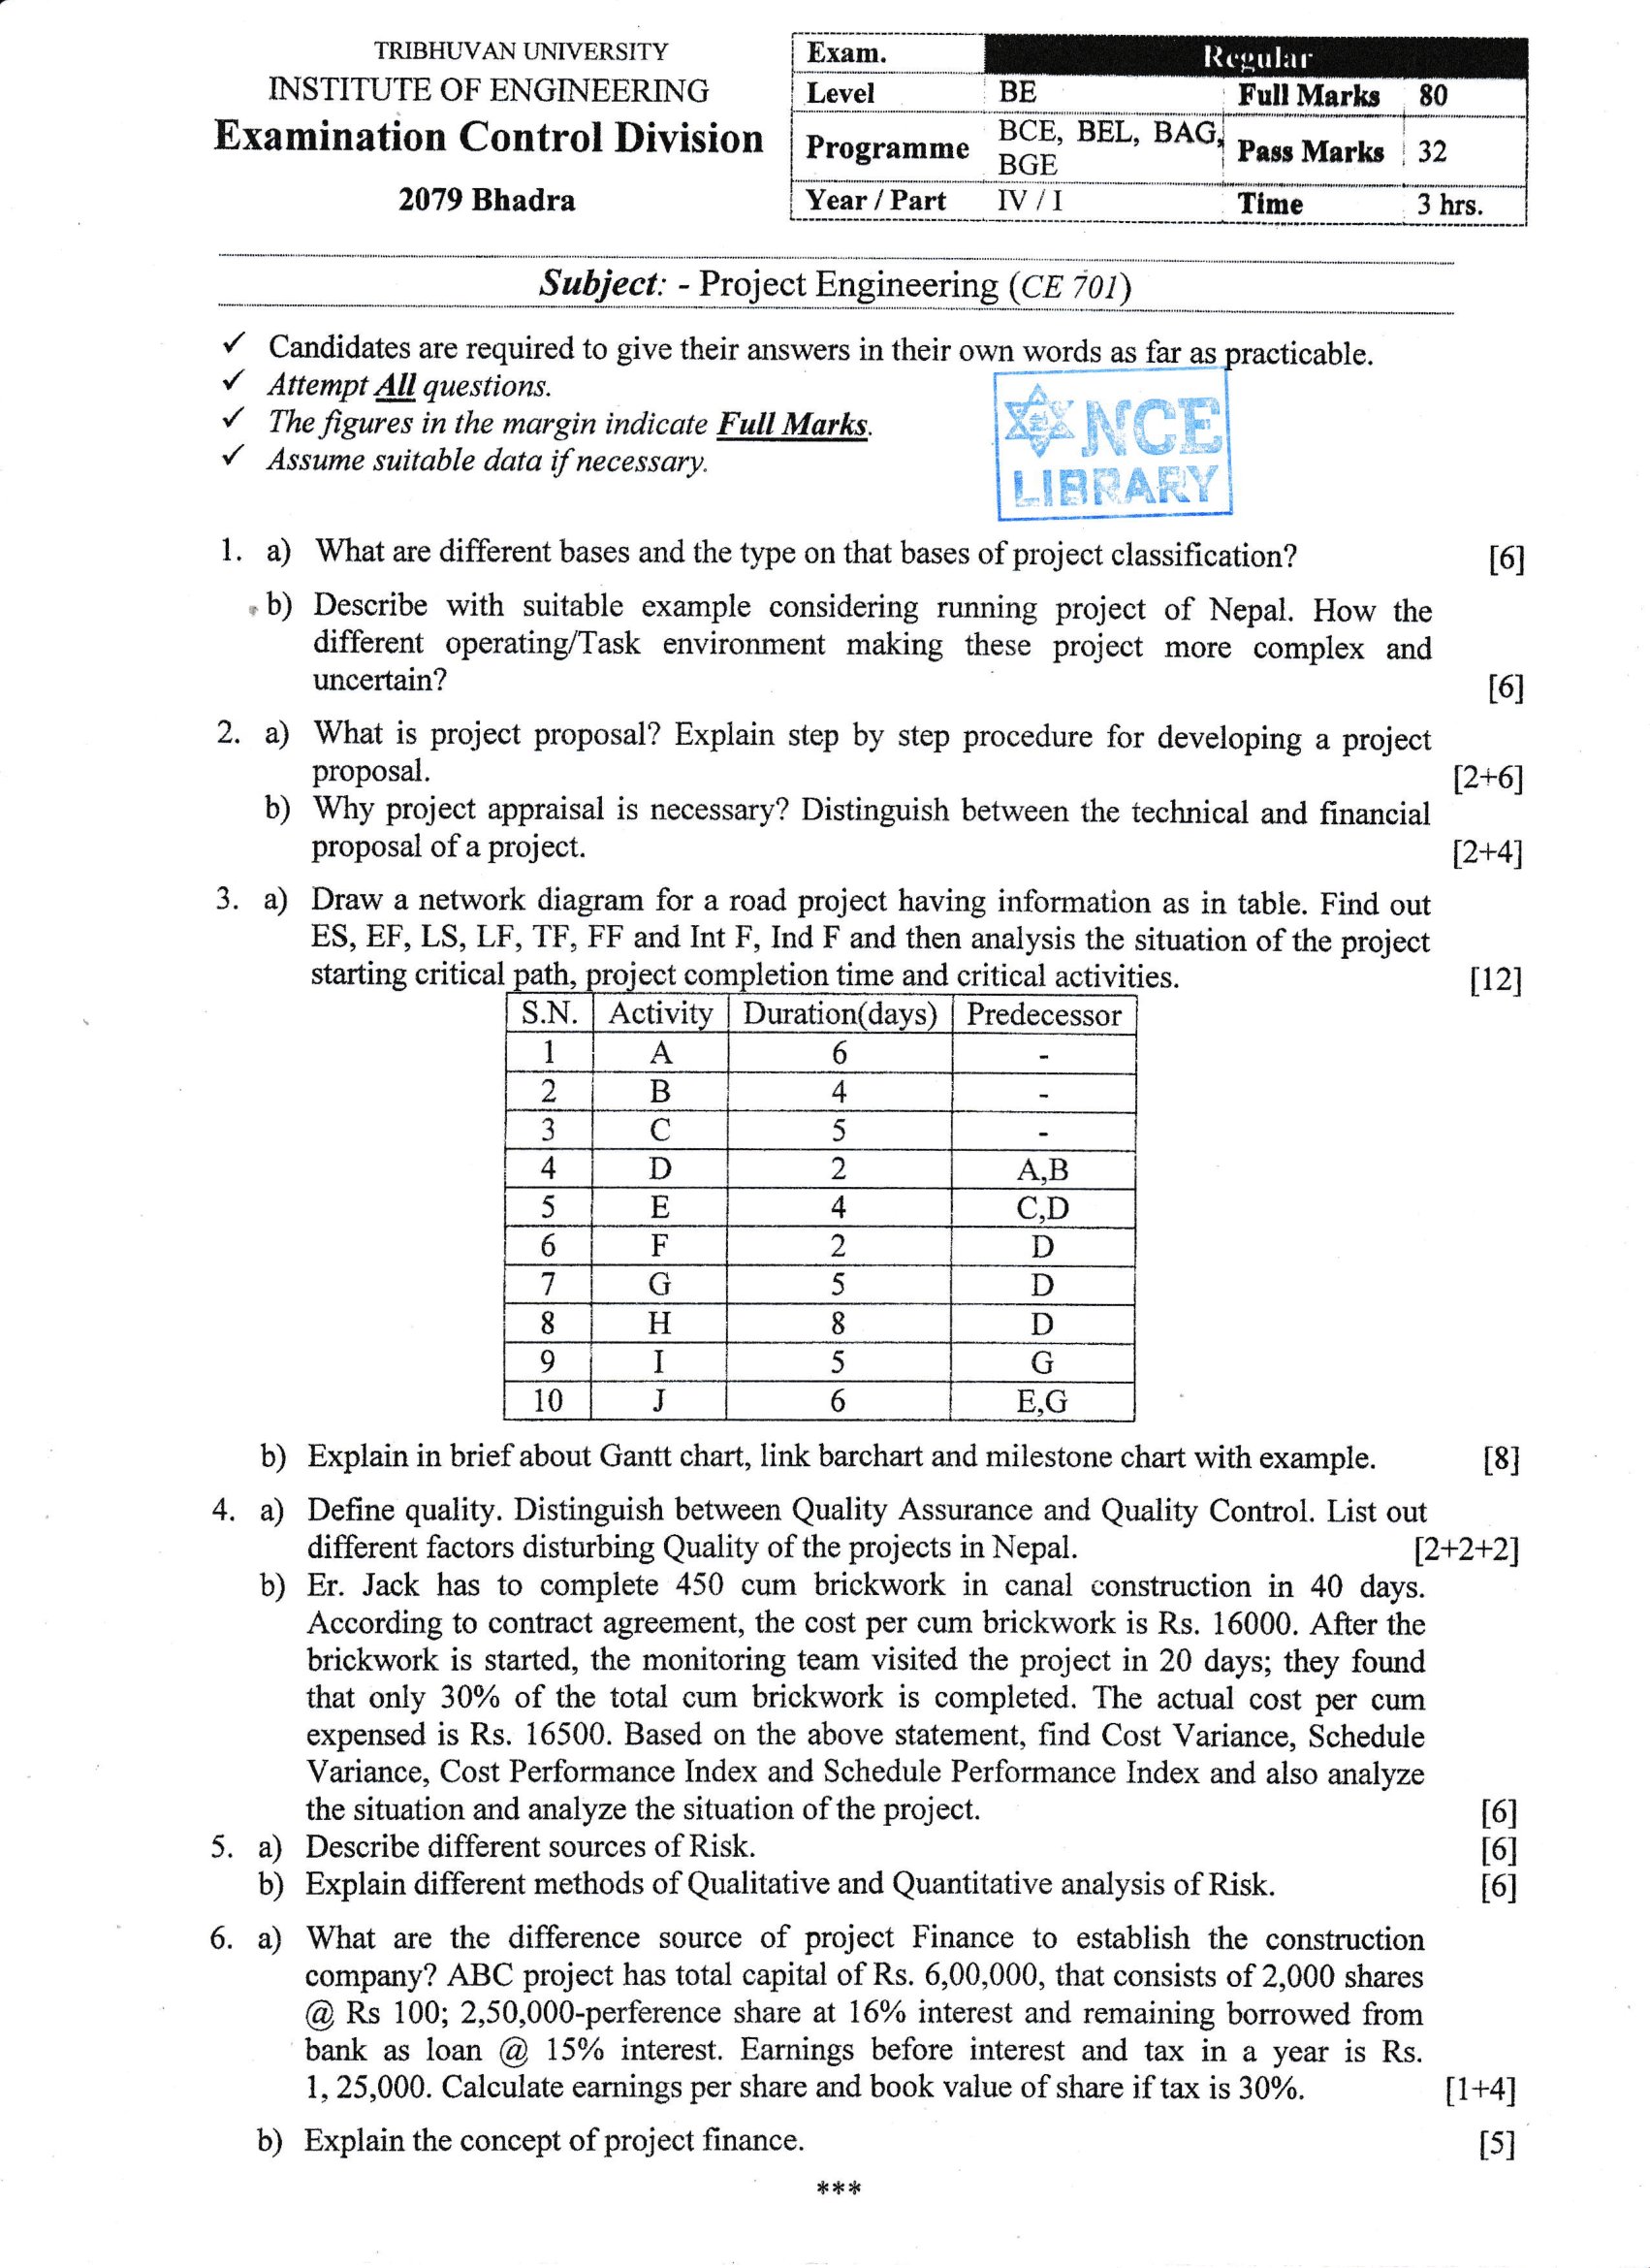 TRIBHUVAN UNIVERSITY
INSTITUTE OF ENGINEERING
Examination Control Division
2079 Bhadra
Exam. Regular
Level BE Full Marks 80
Programme BCE, BEL, BAG, BGE Pass Marks 32
Year / Part IV / I Time 3 hrs.
Subject: - Project Engineering (CE 701)
✓ Candidates are required to give their answers in their own words as far as practicable.
✓ Attempt All questions.
✓ The figures in the margin indicate Full Marks.
✓ Assume suitable data if necessary.
NCE
LIBRARY
1. a) What are different bases and the type on that bases of project classification? [6]
b) Describe with suitable example considering running project of Nepal. How the
different operating/Task environment making these project more complex and
uncertain? [6]
2. a) What is project proposal? Explain step by step procedure for developing a project
proposal. [2+6]
b) Why project appraisal is necessary? Distinguish between the technical and financial
proposal of a project. [2+4]
3. a) Draw a network diagram for a road project having information as in table. Find out
ES, EF, LS, LF, TF, FF and Int F, Ind F and then analysis the situation of the project
starting critical path, project completion time and critical activities. [12]
S.N. Activity Duration(days) Predecessor
1 A 6 -
2 B 4 -
3 C 5 -
4 D 2 A,B
5 E 4 C,D
6 F 2 D
7 G 5 D
8 H 8 D
9 I 5 G
10 J 6 E,G
b) Explain in brief about Gantt chart, link barchart and milestone chart with example. [8]
4. a) Define quality. Distinguish between Quality Assurance and Quality Control. List out
different factors disturbing Quality of the projects in Nepal. [2+2+2]
b) Er. Jack has to complete 450 cum brickwork in canal construction in 40 days.
According to contract agreement, the cost per cum brickwork is Rs. 16000. After the
brickwork is started, the monitoring team visited the project in 20 days; they found
that only 30% of the total cum brickwork is completed. The actual cost per cum
expensed is Rs. 16500. Based on the above statement, find Cost Variance, Schedule
Variance, Cost Performance Index and Schedule Performance Index and also analyze
the situation and analyze the situation of the project. [6]
5. a) Describe different sources of Risk. [6]
b) Explain different methods of Qualitative and Quantitative analysis of Risk. [6]
6. a) What are the difference source of project Finance to establish the construction
company? ABC project has total capital of Rs. 6,00,000, that consists of 2,000 shares
@ Rs 100; 2,50,000-perference share at 16% interest and remaining borrowed from
bank as loan @ 15% interest. Earnings before interest and tax in a year is Rs.
1, 25,000. Calculate earnings per share and book value of share if tax is 30%. [1+4]
b) Explain the concept of project finance. [5]
***